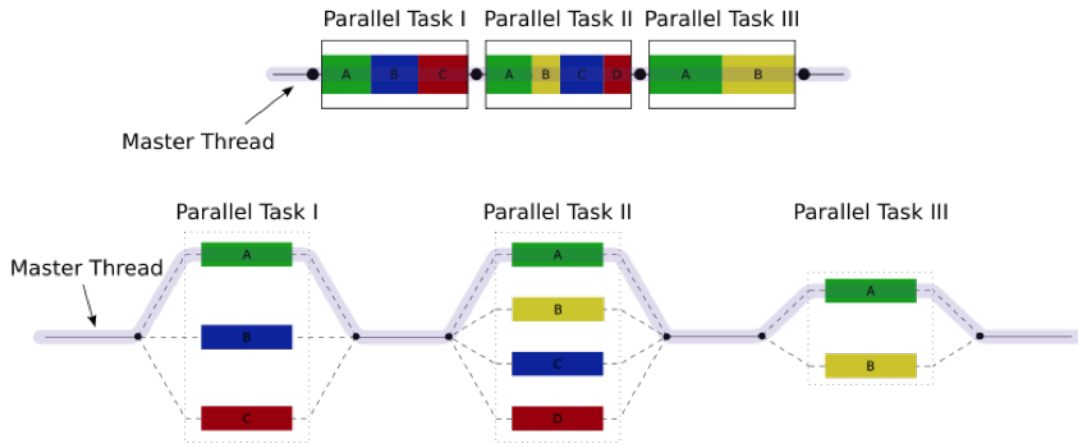 Parallel Task I Parallel Task II Parallel Task III
A B C A B C D A B
Master Thread
Parallel Task I Parallel Task II Parallel Task III
A A
Master Thread
A
B
B
C
B
C D